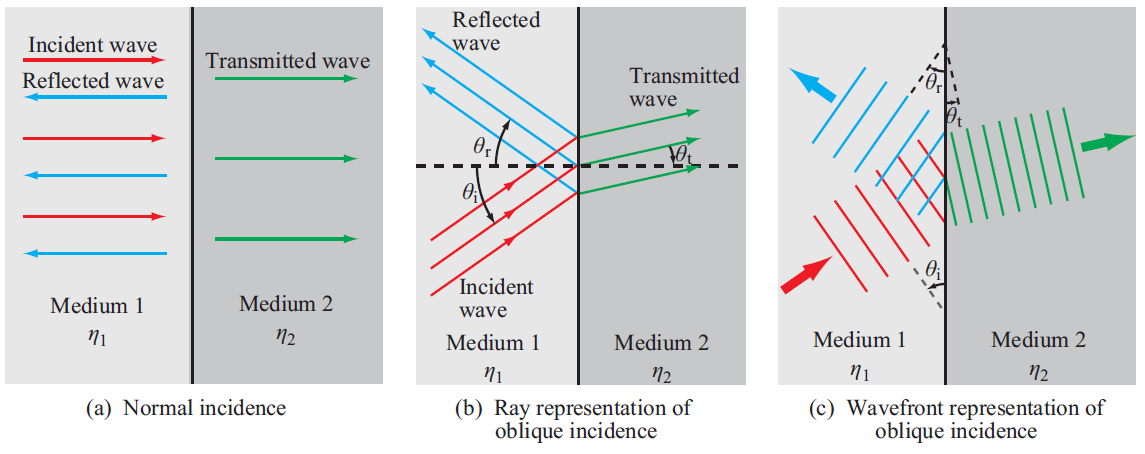 Incident wave
Reflected wave
Transmitted wave
Medium 1
η₁
Medium 2
η₂
(a) Normal incidence
Reflected
wave
Transmitted
wave
θr
θt
θi
Incident
wave
Medium 1
η₁
Medium 2
η₂
(b) Ray representation of
oblique incidence
θr
θt
θi
Medium 1
η₁
Medium 2
η₂
(c) Wavefront representation of
oblique incidence